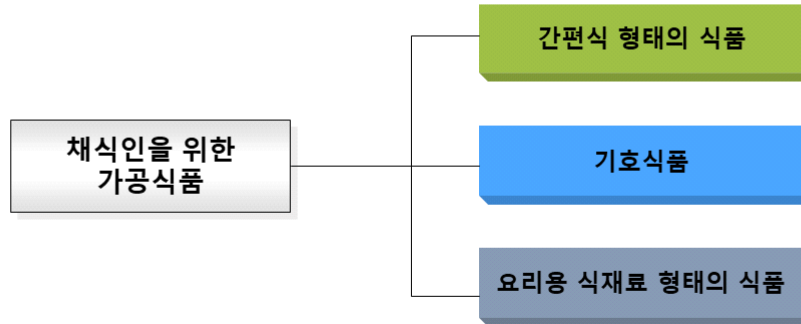 채식인을 위한
가공식품
간편식 형태의 식품
기호식품
요리용 식재료 형태의 식품